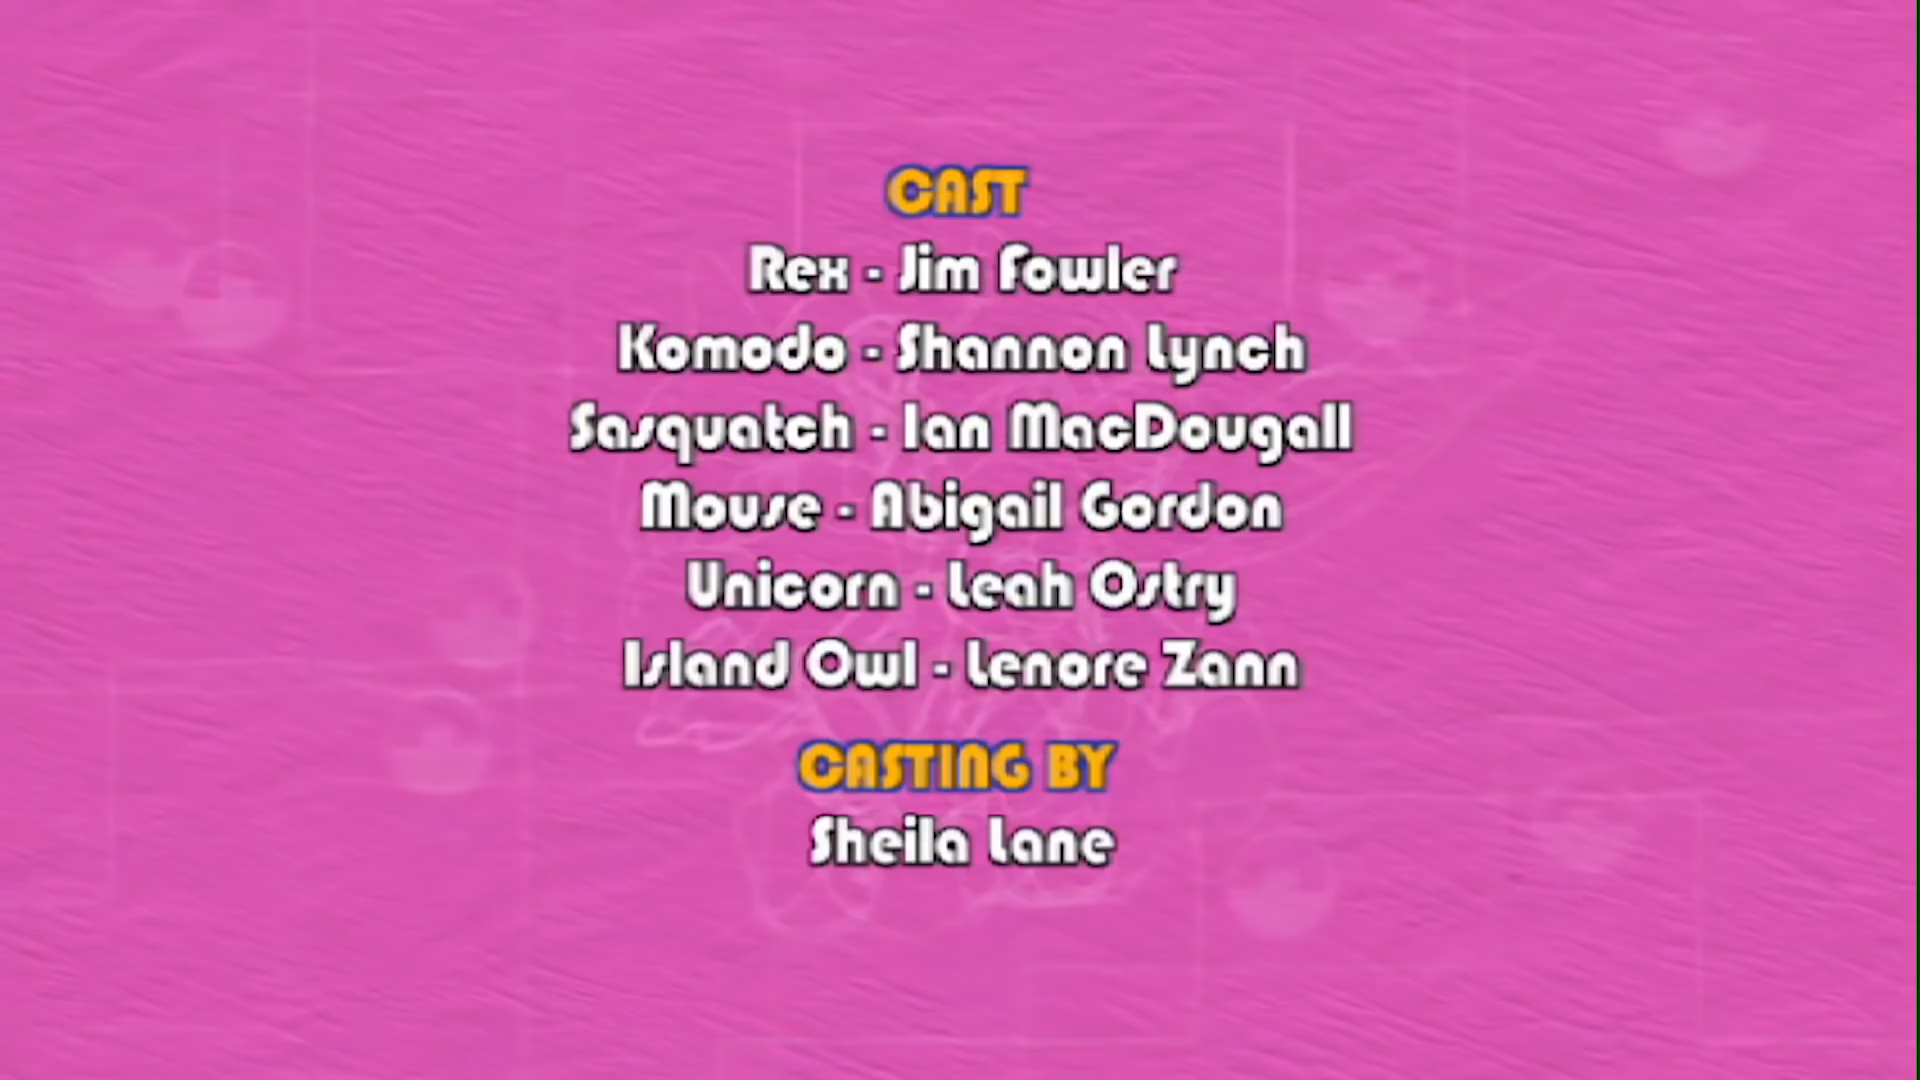 CAST
Rex - Jim Fowler
Komodo - Shannon Lynch
Sasquatch - Ian MacDougall
Mouse - Abigail Gordon
Unicorn - Leah Ostry
Island Owl - Lenore Zann
CASTING BY
Sheila Lane